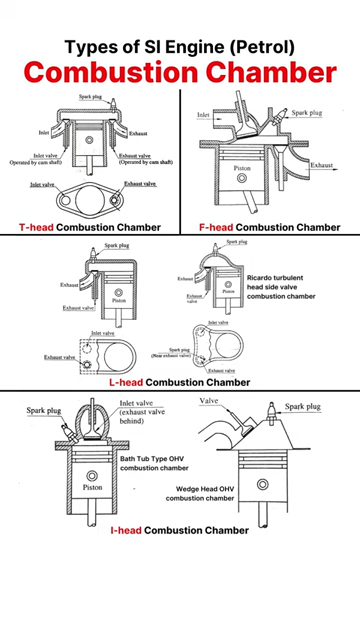 Types of SI Engine (Petrol)
Combustion Chamber
Spark plug
Inlet
Exhaust
Inlet valve
(Operated by cam shaft)
Exhaust valve
(Operated by cam shaft)
Inlet valve
Exhaust valve
T-head Combustion Chamber
Inlet
Spark plug
Piston
Exhaust
F-head Combustion Chamber
Spark plug
Exhaust
Piston
Exhaust valve
Inlet valve
Exhaust valve
Spark plug
Exhaust
Piston
Exhaust
valve
Ricardo turbulent
head side valve
combustion chamber
Inlet valve
Spark plug
(Near exhaust valve)
Exhaust valve
L-head Combustion Chamber
Spark plug
Inlet valve
(exhaust valve
behind)
Bath Tub Type OHV
combustion chamber
Piston
Valve
Spark plug
Wedge Head OHV
combustion chamber
I-head Combustion Chamber